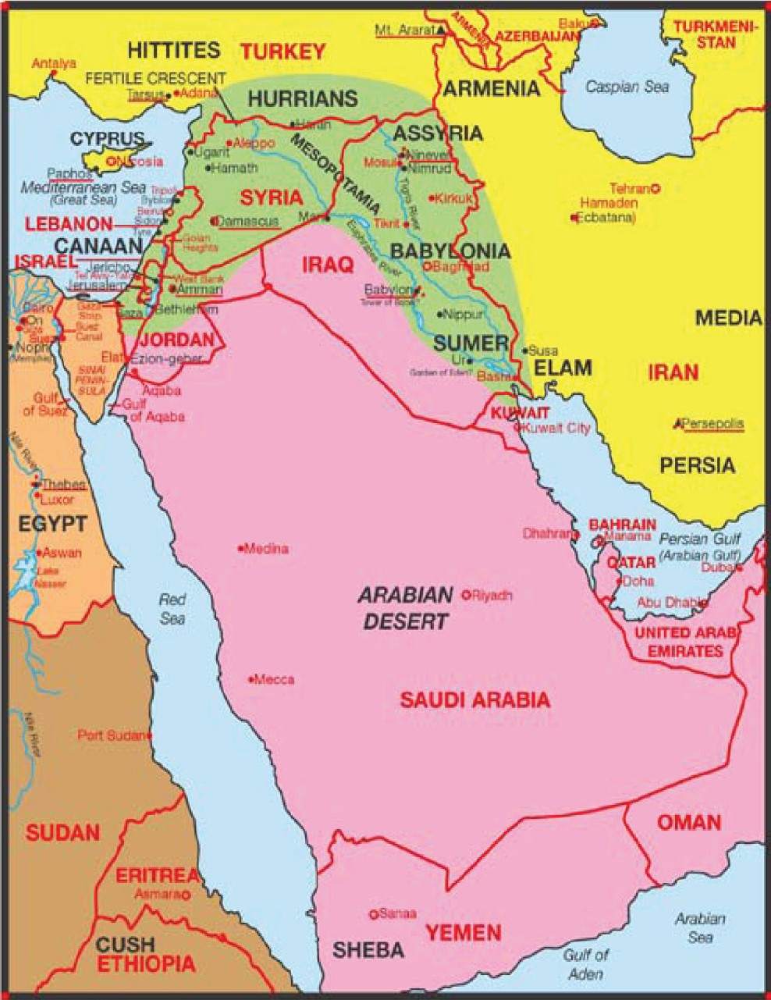 Mt. Ararat
ARMENIA
AZERBAIJAN
Baku
TURKMENI-
STAN
HITTITES
TURKEY
Antalya
FERTILE CRESCENT
Tarsus
Adana
HURRIANS
ARMENIA
Caspian Sea
Haran
ASSYRIA
CYPRUS
Nicosia
Ugarit
Aleppo
MESOPOTAMIA
Mosul
Nineveh
Nimrud
Paphos
Hamath
Mediterranean Sea
(Great Sea)
Tripoli
Byblos
Beirut
Sidon
Tyre
SYRIA
Tigris River
Kirkuk
Tehran
Hamaden
Ecbatana)
LEBANON
Damascus
Mari
Tikrit
Euphrates River
CANAAN
Golan
Heights
ISRAEL
IRAQ
BABYLONIA
Baghdad
Jericho
Tel Aviv-Yafo
West Bank
Jerusalem
Amman
Babylon
Tower of Babel?
Cairo
On
Giza
Suez
Gaza
Strip
Suez
Canal
Gaza
Bethlehem
Nippur
MEDIA
Noph
(Memphis)
JORDAN
SUMER
Susa
Elat
Ezion-geber
Ur
Garden of Eden?
ELAM
IRAN
SINAI
PENIN-
SULA
Basra
Aqaba
Gulf
of Suez
Gulf
of Aqaba
KUWAIT
Kuwait City
Persepolis
Nile River
PERSIA
Thebes
Luxor
EGYPT
BAHRAIN
Dhahran
Manama
Persian Gulf
(Arabian Gulf)
Aswan
Medina
QATAR
Dubai
Lake
Nasser
Doha
Red
Sea
ARABIAN
DESERT
Riyadh
Abu Dhabi
UNITED ARAB
EMIRATES
Mecca
SAUDI ARABIA
Nile River
Port Sudan
SUDAN
OMAN
ERITREA
Asmara
Sanaa
YEMEN
Arabian
Sea
CUSH
ETHIOPIA
SHEBA
Gulf of
Aden